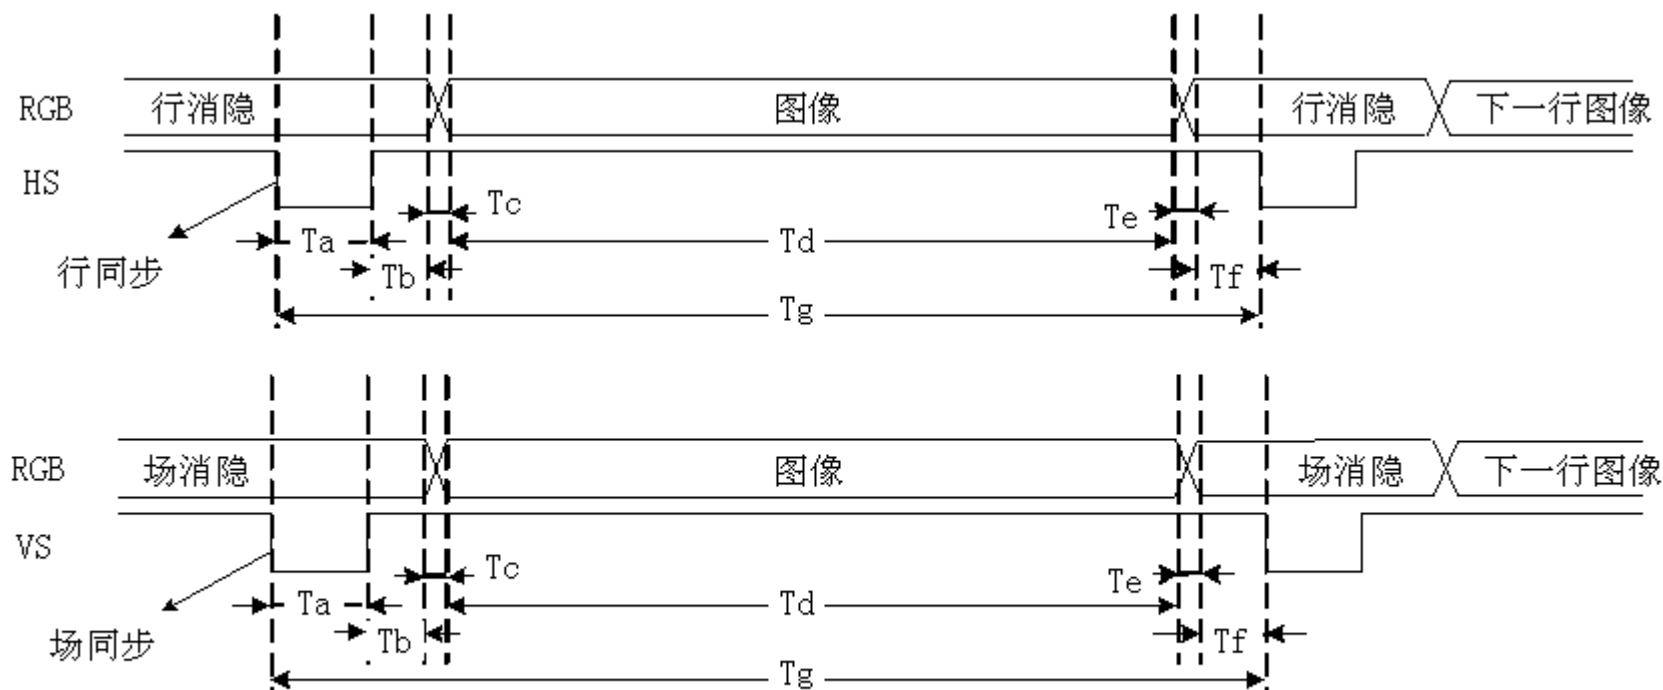 RGB 行消隐 图像 行消隐 下一行图像
HS
Tc Te
Ta Td
行同步 Tb Tf
Tg
RGB 场消隐 图像 场消隐 下一行图像
VS
Tc Te
Ta Td
场同步 Tb Tf
Tg